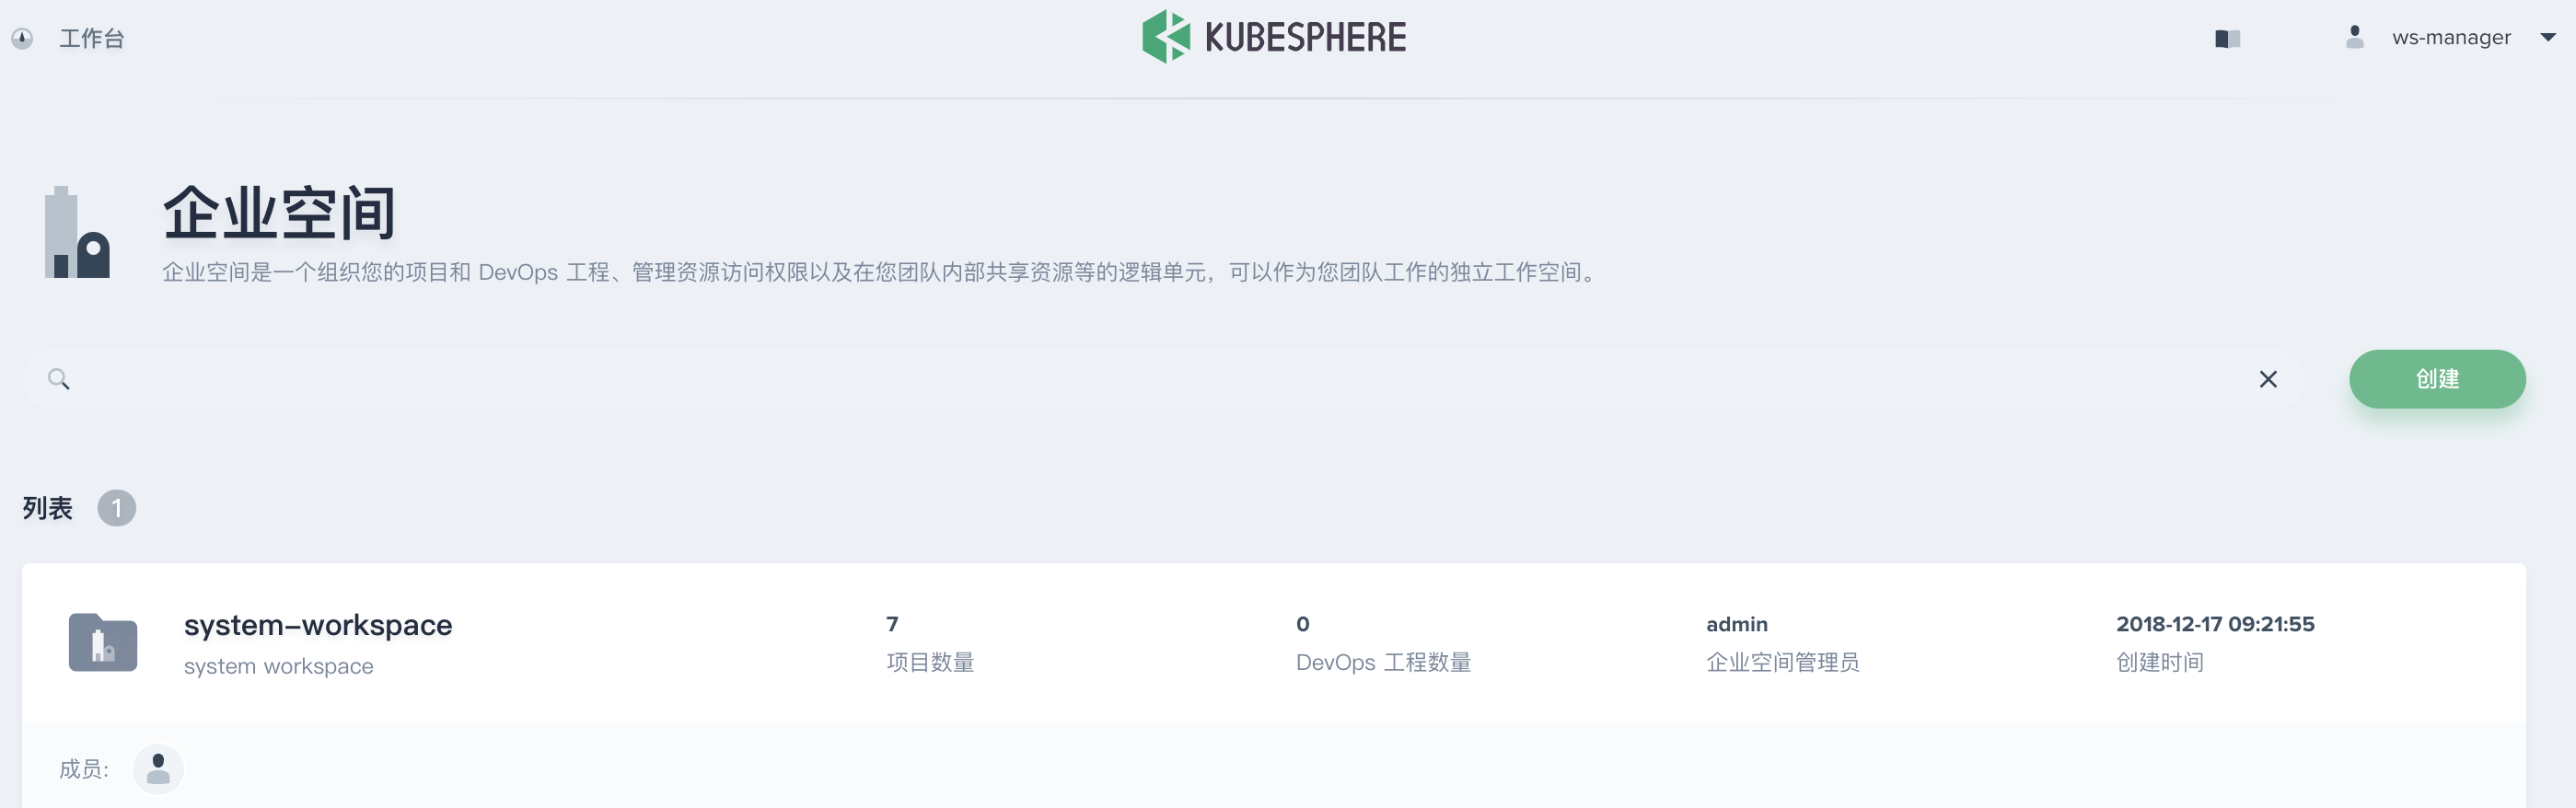 工作台
KUBESPHERE
ws-manager
企业空间
企业空间是一个组织您的项目和 DevOps 工程、管理资源访问权限以及在您团队内部共享资源等的逻辑单元，可以作为您团队工作的独立工作空间。
创建
列表 1
system-workspace
system workspace
7
项目数量
0
DevOps 工程数量
admin
企业空间管理员
2018-12-17 09:21:55
创建时间
成员: